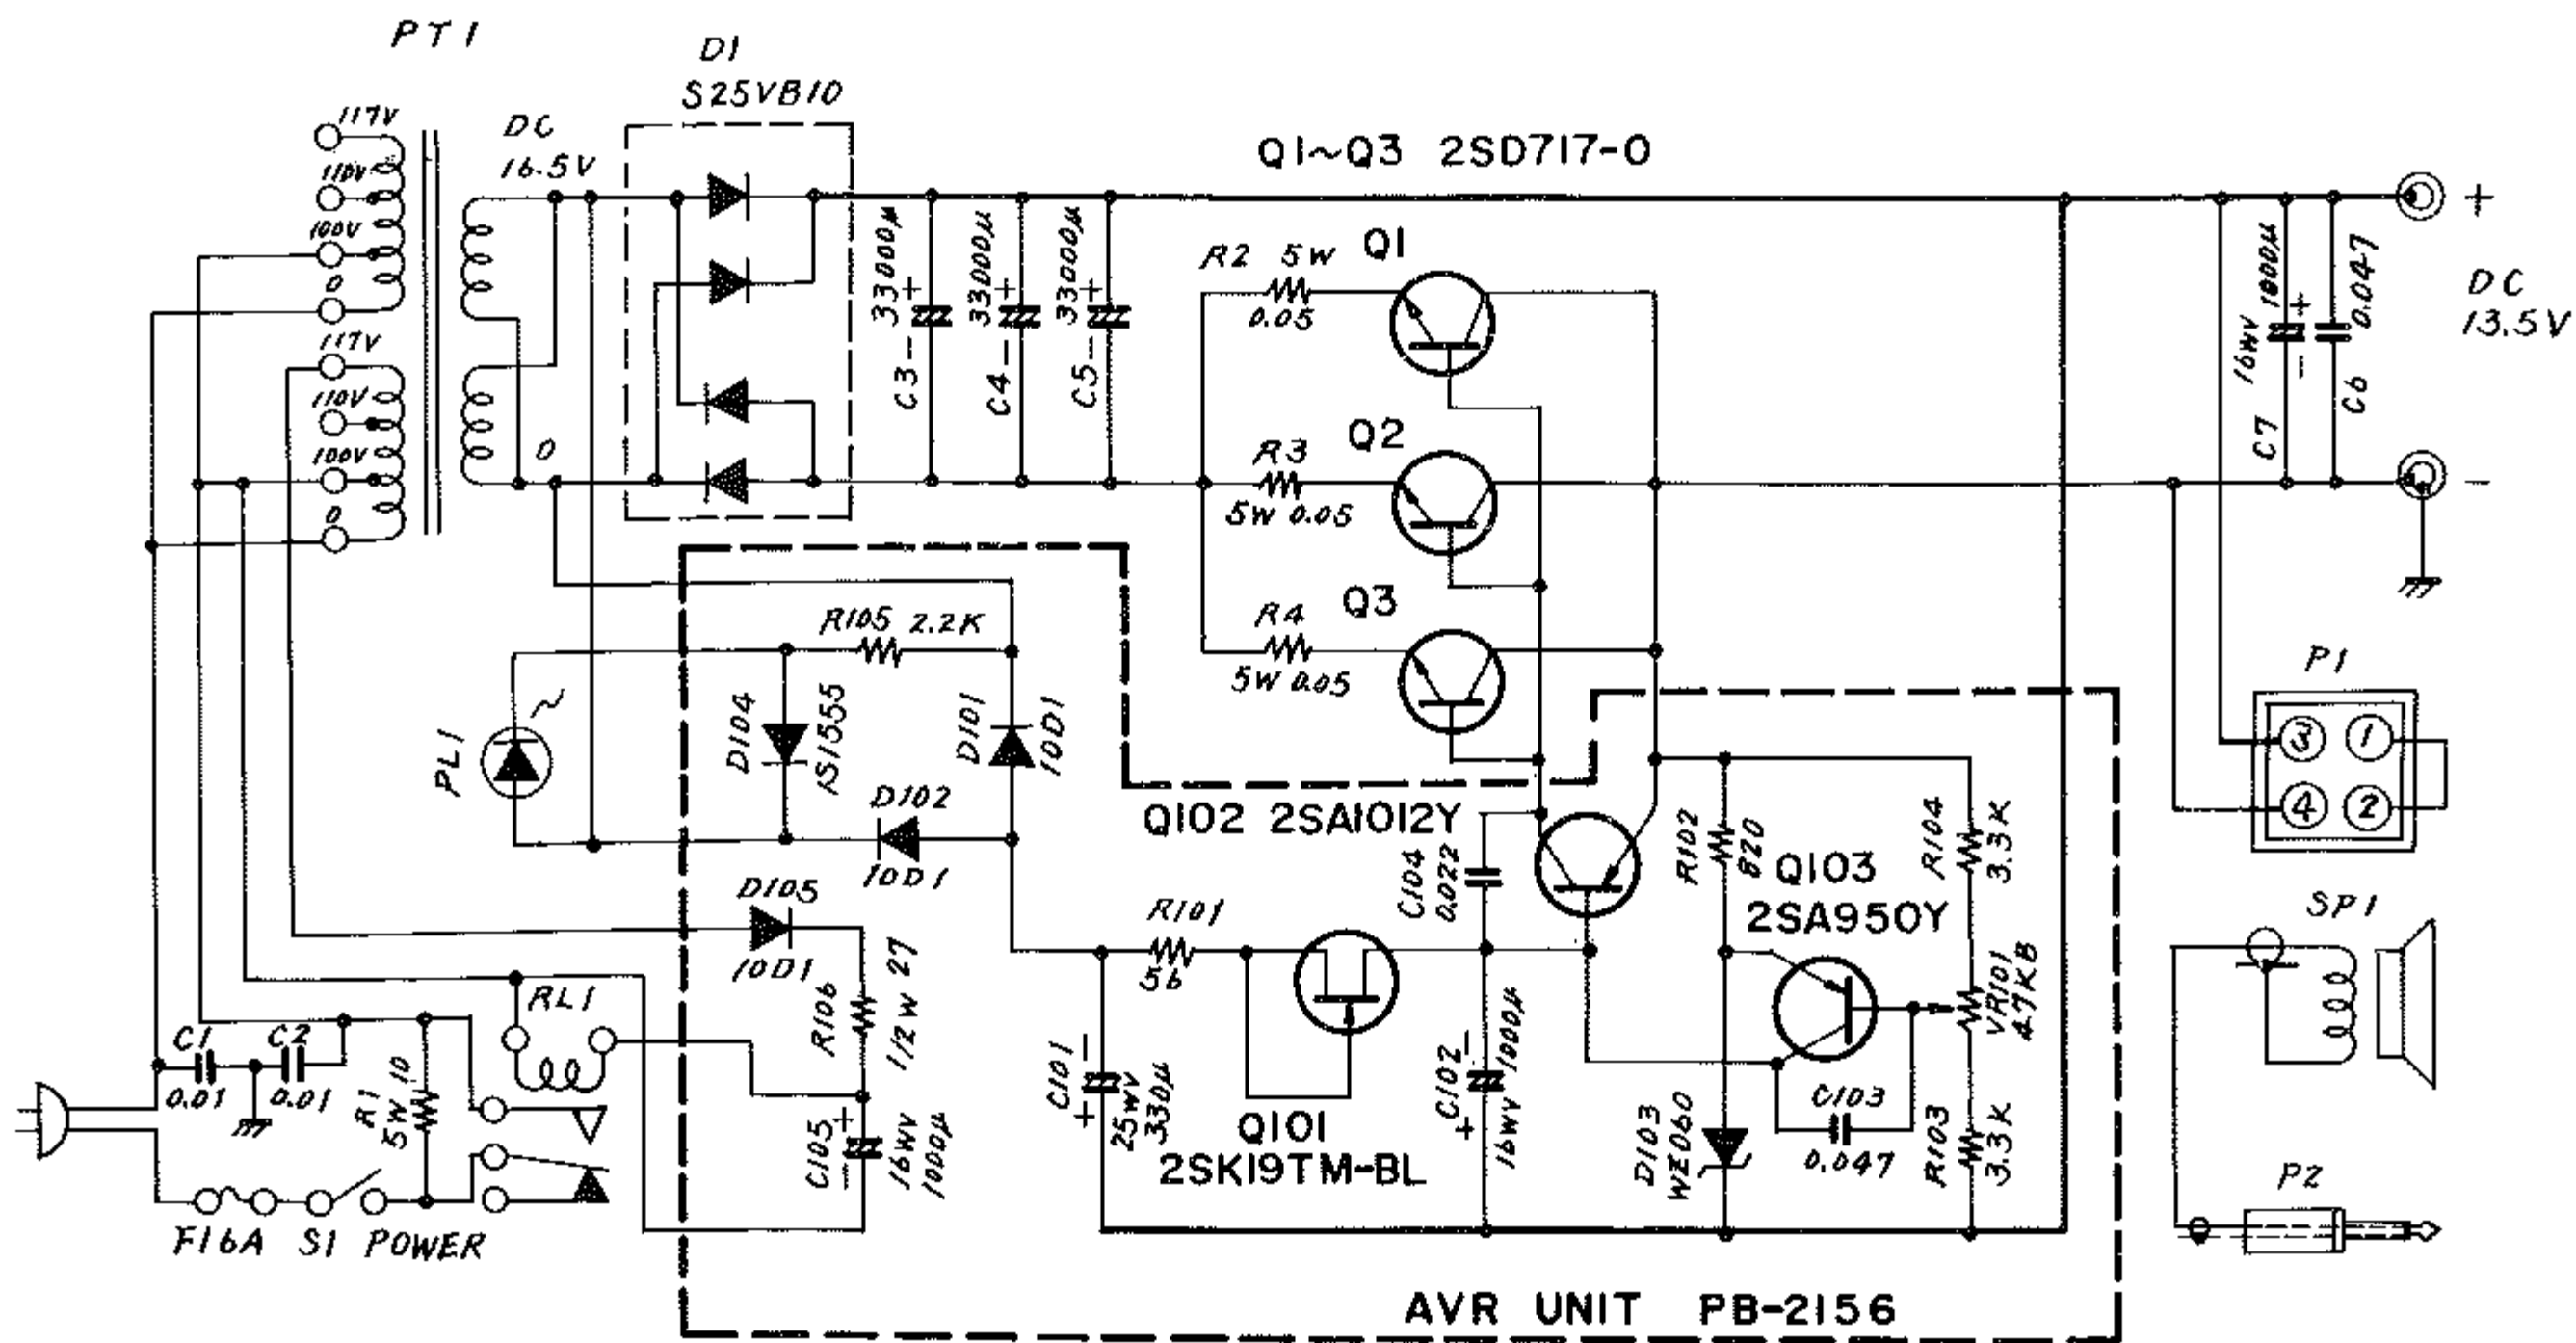 PT1
D1
S25VB10
117V
110V
100V
0
117V
110V
100V
0
DC
16.5V
0
Q1~Q3 2SD717-O
33000μ
C3
+
-
33000μ
C4
+
-
33000μ
C5
+
-
R2 5W
0.05
Q1
R3
5W 0.05
Q2
R4
5W 0.05
Q3
16WV 1000μ
C7
+
-
0.047
C6
+
DC
13.5V
-
P1
3
1
4
2
SP1
P2
PL1
R105 2.2K
D104
1S1555
D101
10D1
D102
10D1
D105
10D1
R106
1/2W 27
C105
16WV
1000μ
+
-
RL1
C1
0.01
C2
0.01
R1
5W 10
F1 6A S1 POWER
Q102 2SA1012Y
C104
0.022
R101
56
C101
25WV
330μ
-
+
Q101
2SK19TM-BL
C102
16WV 1000μ
-
+
R102
820
Q103
2SA950Y
D103
WZ060
C103
0.047
R104
3.3K
VR101
4.7KB
R103
3.3K
AVR UNIT PB-2156